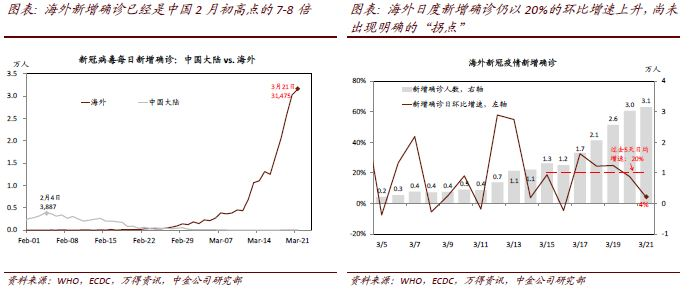 图表: 海外新增确诊已经是中国2月初高点的7-8倍
新冠病毒每日新增确诊: 中国大陆 vs. 海外
3.5
万人
3.0
2.5
2.0
1.5
1.0
0.5
0.0
海外
中国大陆
3月21日
31,475
2月4日
3,887
Feb-01
Feb-08
Feb-15
Feb-22
Feb-29
Mar-07
Mar-14
Mar-21
资料来源: WHO, ECDC, 万得资讯, 中金公司研究部
图表: 海外日度新增确诊仍以20%的环比增速上升, 尚未
出现明确的“拐点”
海外新冠疫情新增确诊
万人
80%
60%
40%
20%
0%
20%
40%
新增确诊人数, 右轴
新增确诊日环比增速, 左轴
0.2
0.3
0.4
0.4
0.5
0.4
0.7
1.1
1.1
1.3
1.2
1.7
2.1
2.6
3.0
3.1
过去5天日均
增速: 20%
4%
4
3
2
1
0
-1
3/5
3/7
3/9
3/11
3/13
3/15
3/17
3/19
3/21
资料来源: WHO, ECDC, 万得资讯, 中金公司研究部